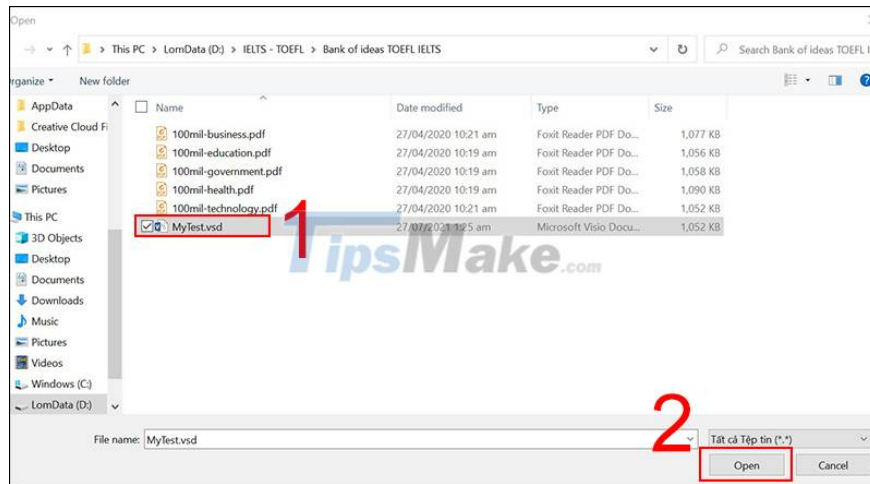 Open
This PC > LomData (D:) > IELTS - TOEFL > Bank of ideas TOEFL IELTS
Search Bank of ideas TOEFL I
rganize New folder
Name Date modified Type Size
AppData
Creative Cloud Fi
Desktop
Documents
Pictures
This PC
3D Objects
Desktop
Documents
Downloads
Music
Pictures
Videos
Windows (C:)
LomData (D:)
100mil-business.pdf 27/04/2020 10:21 am Foxit Reader PDF Do... 1,077 KB
100mil-education.pdf 27/04/2020 10:19 am Foxit Reader PDF Do... 1,056 KB
100mil-government.pdf 27/04/2020 10:19 am Foxit Reader PDF Do... 1,058 KB
100mil-health.pdf 27/04/2020 10:19 am Foxit Reader PDF Do... 1,090 KB
100mil-technology.pdf 27/04/2020 10:21 am Foxit Reader PDF Do... 1,052 KB
MyTest.vsd 27/07/2021 1:25 am Microsoft Visio Docu... 1,052 KB
1
TipsMake.com
2
File name: MyTest.vsd Tất cả Tệp tin (*.*)
Open Cancel